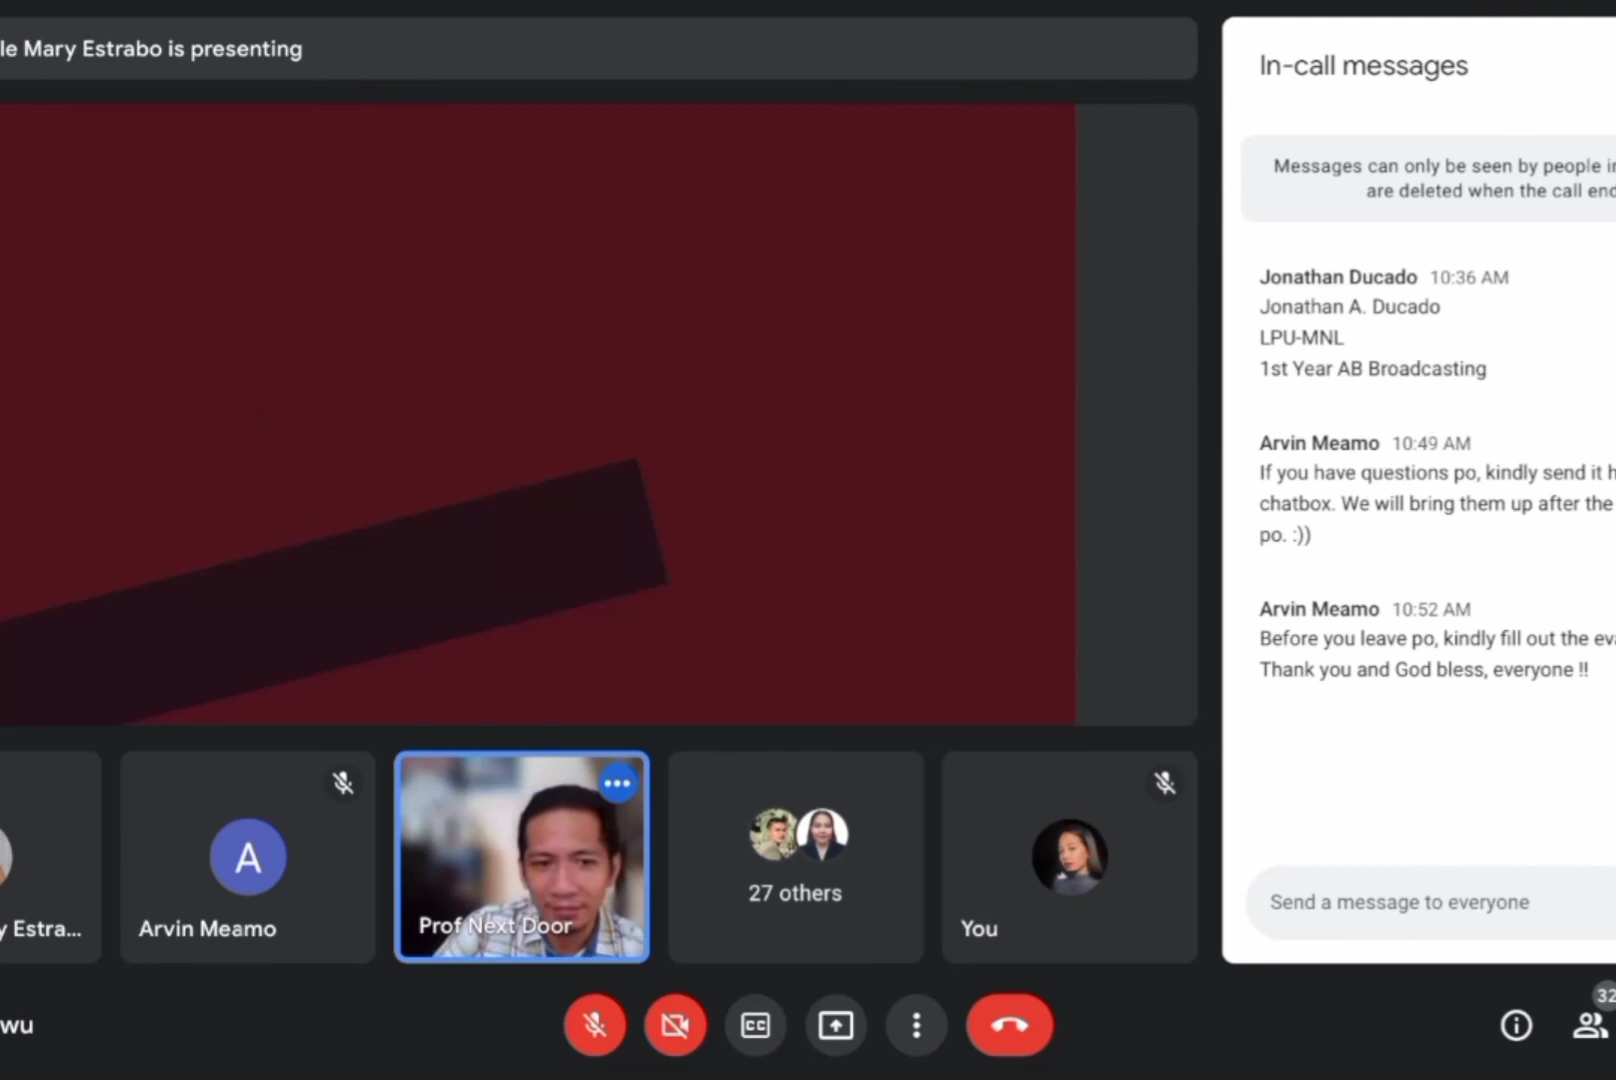 le Mary Estrabo is presenting
In-call messages
Messages can only be seen by people in
are deleted when the call end
Jonathan Ducado 10:36 AM
Jonathan A. Ducado
LPU-MNL
1st Year AB Broadcasting
Arvin Meamo 10:49 AM
If you have questions po, kindly send it h
chatbox. We will bring them up after the
po. :))
Arvin Meamo 10:52 AM
Before you leave po, kindly fill out the eva
Thank you and God bless, everyone !!
Send a message to everyone
y Estra...
A
Arvin Meamo
Prof Next Door
27 others
You
wu
CC
32